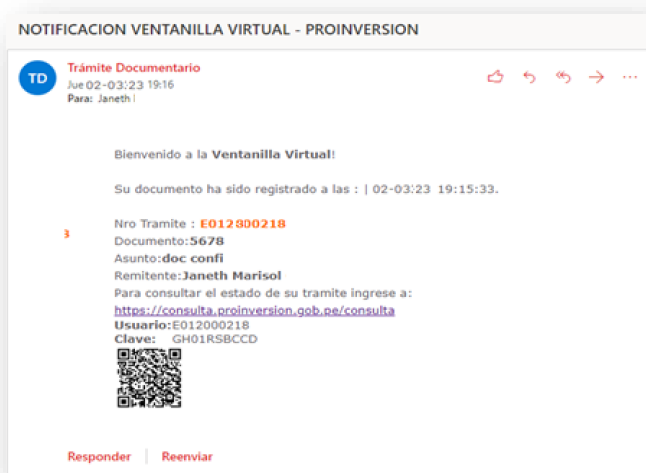 NOTIFICACION VENTANILLA VIRTUAL - PROINVERSION
TD
Trámite Documentario
Jue 02-03:23 19:16
Para: Janeth
Bienvenido a la Ventanilla Virtual!
Su documento ha sido registrado a las : | 02-03:23 19:15:33.
Nro Tramite : E012800218
Documento:5678
Asunto:doc confi
Remitente:Janeth Marisol
Para consultar el estado de su tramite ingrese a:
https://consulta.proinversion.gob.pe/consulta
Usuario:E012000218
Clave: GH01RSBCCD
Responder | Reenviar